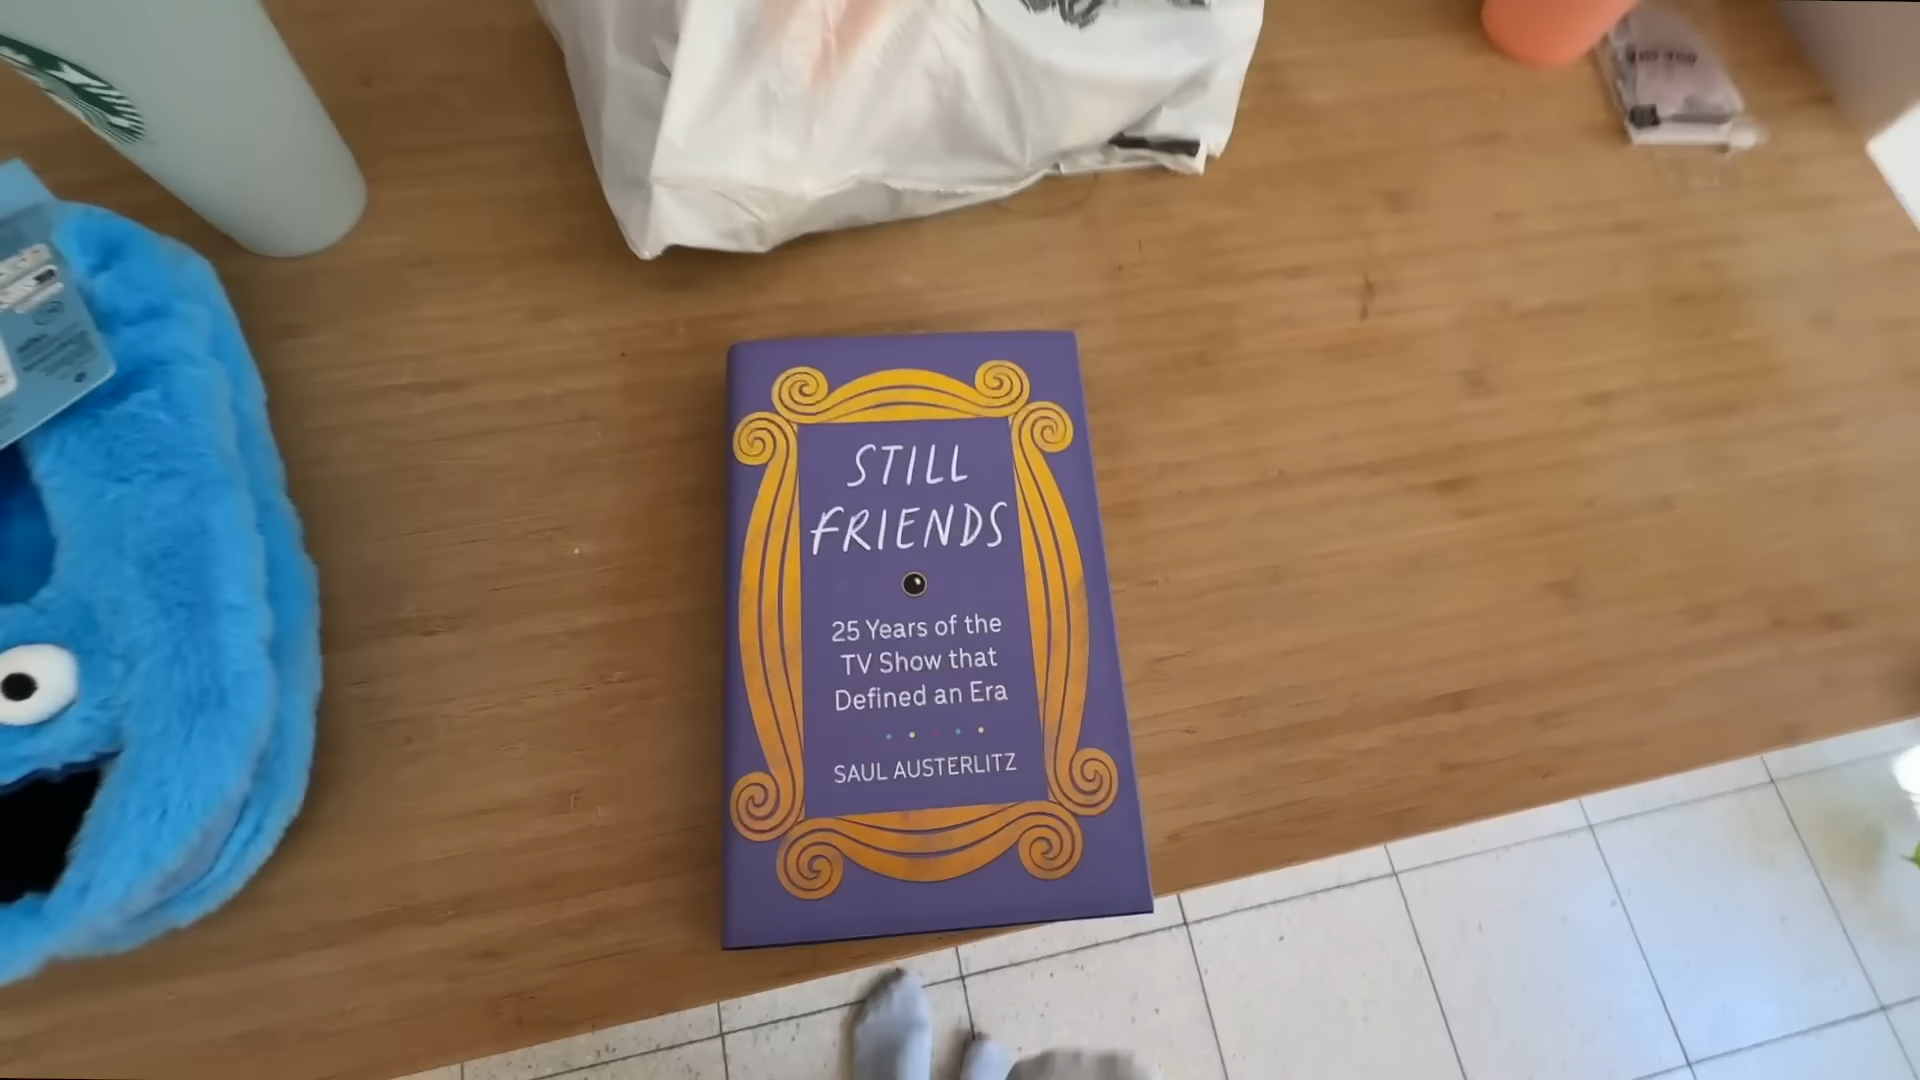 STILL
FRIENDS
25 Years of the
TV Show that
Defined an Era
SAUL AUSTERLITZ